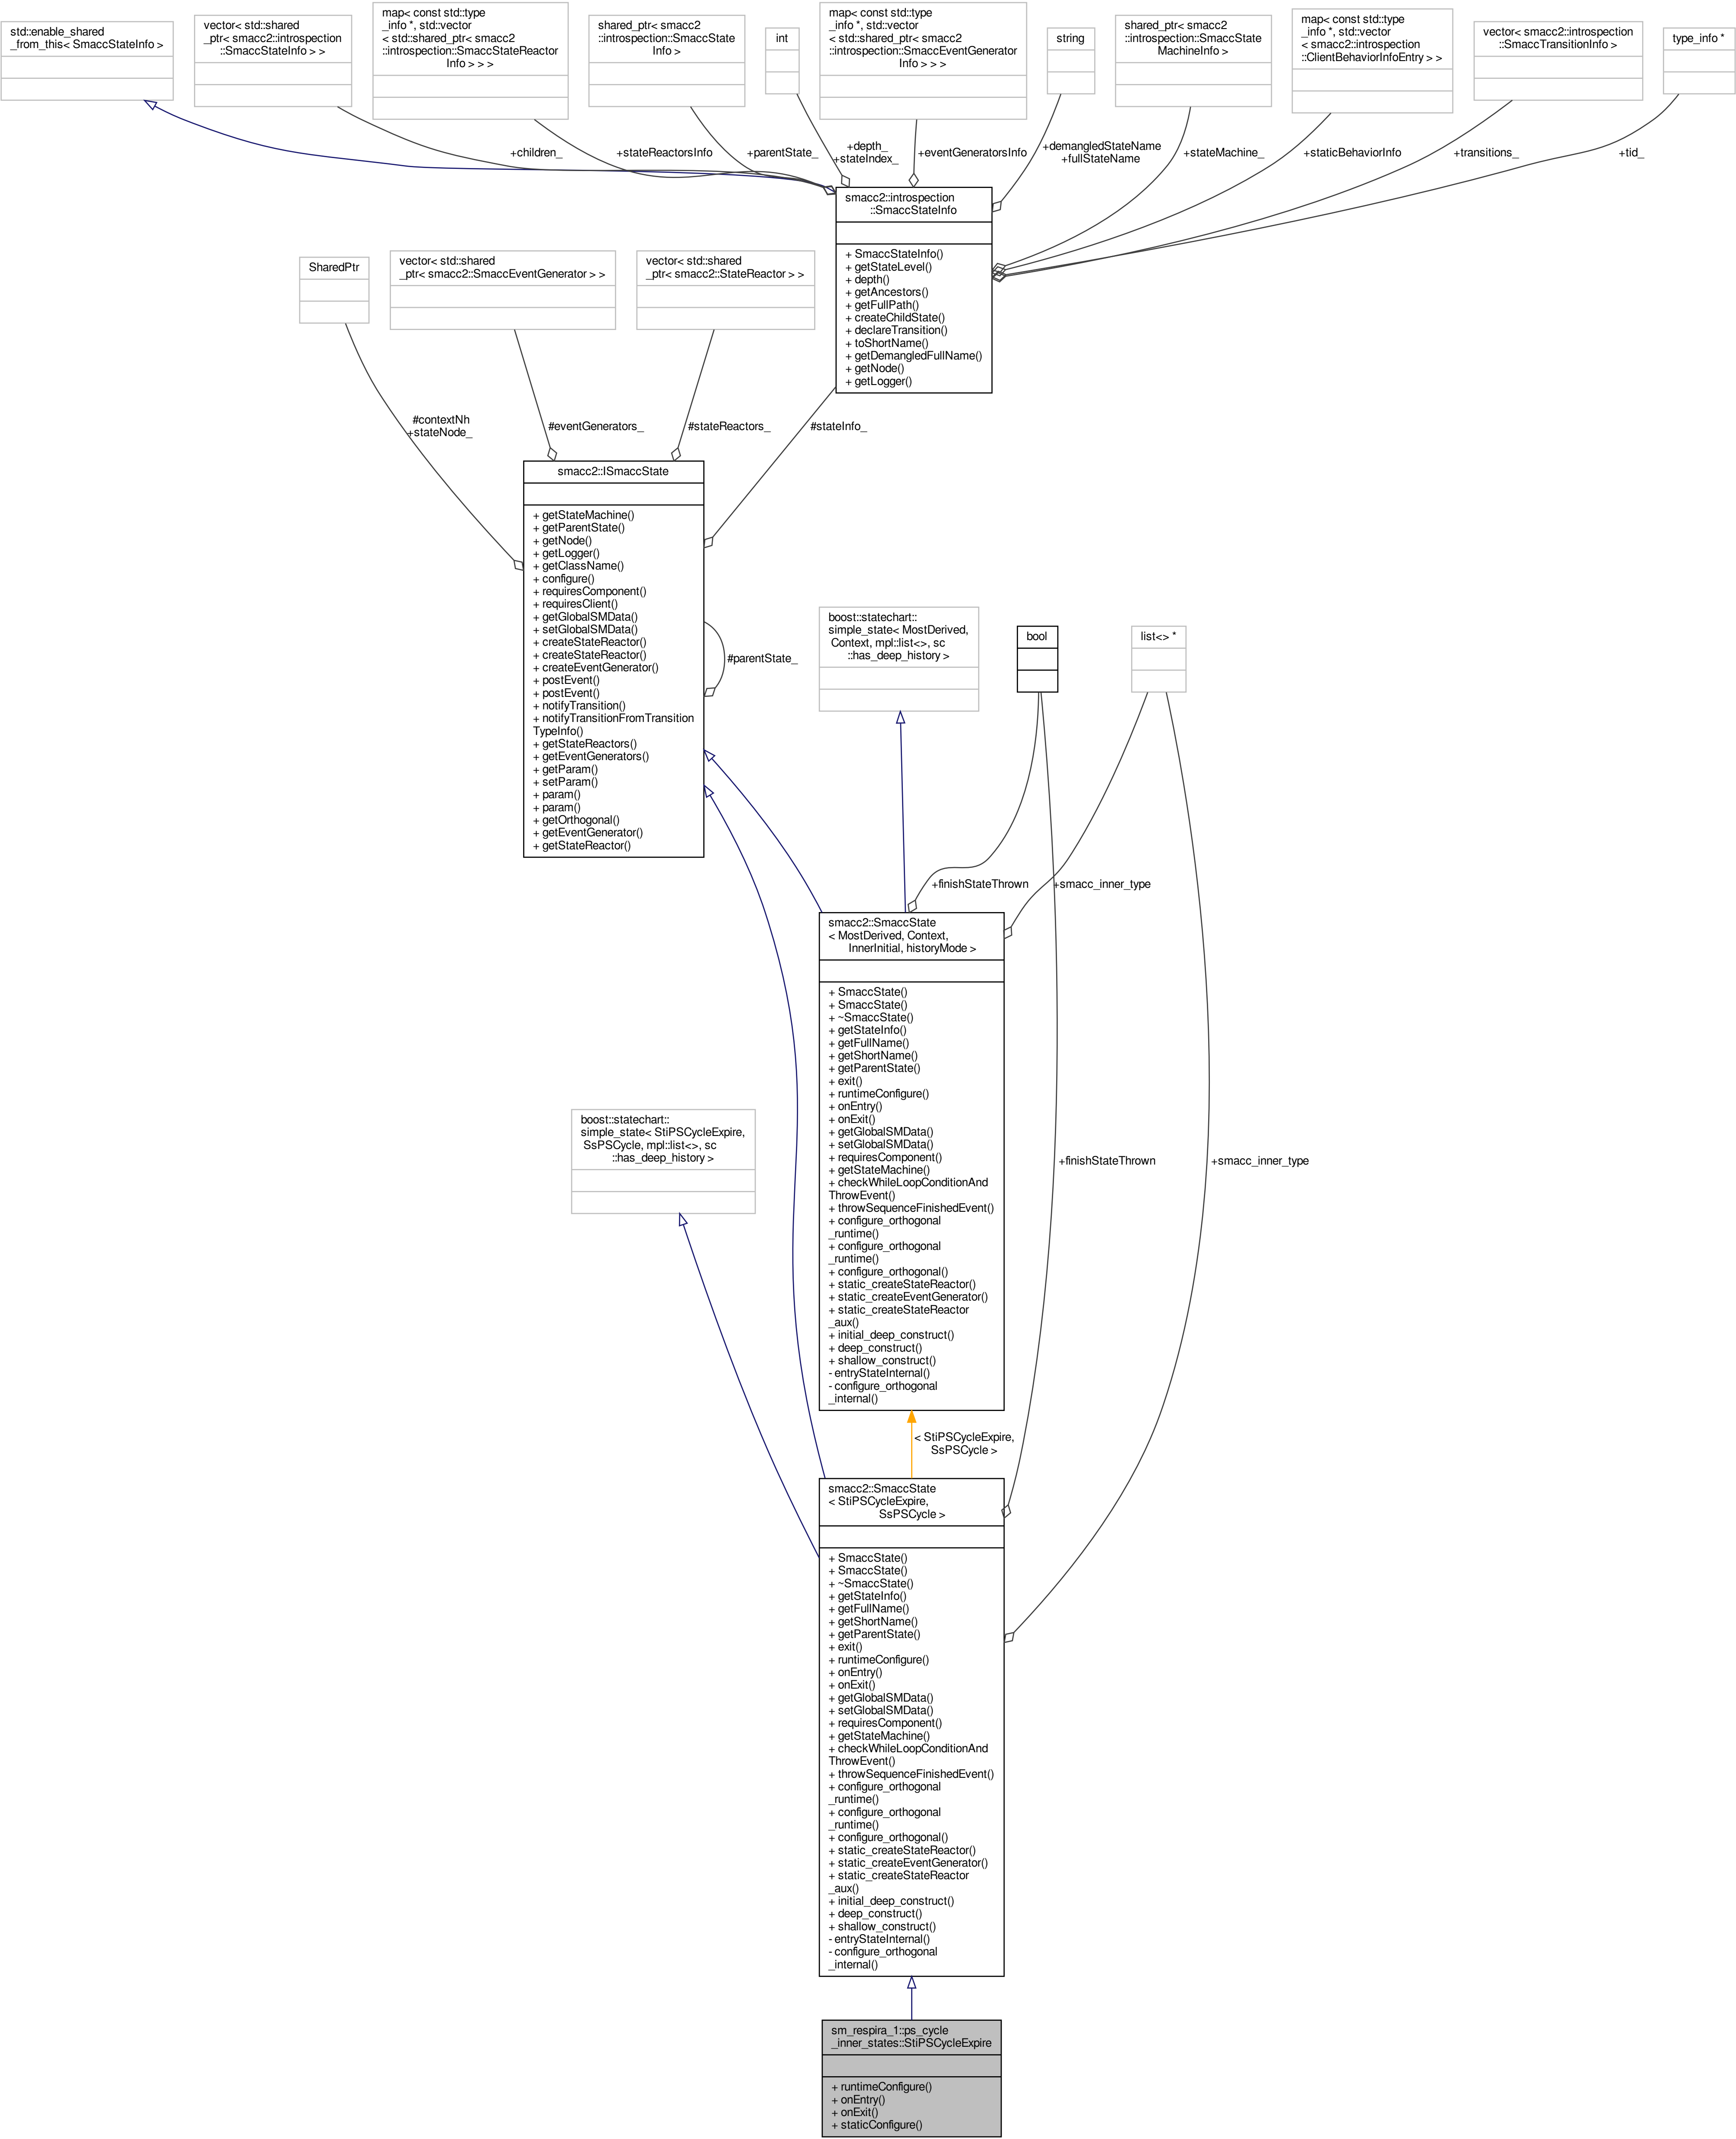 std::enable_shared
_from_this< SmaccStateInfo >
vector< std::shared
_ptr< smacc2::introspection
::SmaccStateInfo > >
map< const std::type
_info *, std::vector
< std::shared_ptr< smacc2
::introspection::SmaccStateReactor
Info > > >
shared_ptr< smacc2
::introspection::SmaccState
Info >
int
map< const std::type
_info *, std::vector
< std::shared_ptr< smacc2
::introspection::SmaccEventGenerator
Info > > >
string
shared_ptr< smacc2
::introspection::SmaccState
MachineInfo >
map< const std::type
_info *, std::vector
< smacc2::introspection
::ClientBehaviorInfoEntry > >
vector< smacc2::introspection
::SmaccTransitionInfo >
type_info *
+children_
+stateReactorsInfo
+parentState_
+depth_
+stateIndex_
+eventGeneratorsInfo
+demangledStateName
+fullStateName
+stateMachine_
+staticBehaviorInfo
+transitions_
+tid_
smacc2::introspection
::SmaccStateInfo
+ SmaccStateInfo()
+ getStateLevel()
+ depth()
+ getAncestors()
+ getFullPath()
+ createChildState()
+ declareTransition()
+ toShortName()
+ getDemangledFullName()
+ getNode()
+ getLogger()
SharedPtr
vector< std::shared
_ptr< smacc2::SmaccEventGenerator > >
vector< std::shared
_ptr< smacc2::StateReactor > >
#contextNh
+stateNode_
#eventGenerators_
#stateReactors_
#stateInfo_
smacc2::ISmaccState
+ getStateMachine()
+ getParentState()
+ getNode()
+ getLogger()
+ getClassName()
+ configure()
+ requiresComponent()
+ requiresClient()
+ getGlobalSMData()
+ setGlobalSMData()
+ createStateReactor()
+ createStateReactor()
+ createEventGenerator()
+ postEvent()
+ postEvent()
+ notifyTransition()
+ notifyTransitionFromTransition
TypeInfo()
+ getStateReactors()
+ getEventGenerators()
+ getParam()
+ setParam()
+ param()
+ param()
+ getOrthogonal()
+ getEventGenerator()
+ getStateReactor()
#parentState_
boost::statechart::
simple_state< MostDerived,
Context, mpl::list<>, sc
::has_deep_history >
bool
list<> *
+finishStateThrown
+smacc_inner_type
smacc2::SmaccState
< MostDerived, Context,
InnerInitial, historyMode >
+ SmaccState()
+ SmaccState()
+ ~SmaccState()
+ getStateInfo()
+ getFullName()
+ getShortName()
+ getParentState()
+ exit()
+ runtimeConfigure()
+ onEntry()
+ onExit()
+ getGlobalSMData()
+ setGlobalSMData()
+ requiresComponent()
+ getStateMachine()
+ checkWhileLoopConditionAnd
ThrowEvent()
+ throwSequenceFinishedEvent()
+ configure_orthogonal
_runtime()
+ configure_orthogonal
_runtime()
+ configure_orthogonal()
+ static_createStateReactor()
+ static_createEventGenerator()
+ static_createStateReactor
_aux()
+ initial_deep_construct()
+ deep_construct()
+ shallow_construct()
- entryStateInternal()
- configure_orthogonal
_internal()
boost::statechart::
simple_state< StiPSCycleExpire,
SsPSCycle, mpl::list<>, sc
::has_deep_history >
+finishStateThrown
+smacc_inner_type
< StiPSCycleExpire,
SsPSCycle >
smacc2::SmaccState
< StiPSCycleExpire,
SsPSCycle >
+ SmaccState()
+ SmaccState()
+ ~SmaccState()
+ getStateInfo()
+ getFullName()
+ getShortName()
+ getParentState()
+ exit()
+ runtimeConfigure()
+ onEntry()
+ onExit()
+ getGlobalSMData()
+ setGlobalSMData()
+ requiresComponent()
+ getStateMachine()
+ checkWhileLoopConditionAnd
ThrowEvent()
+ throwSequenceFinishedEvent()
+ configure_orthogonal
_runtime()
+ configure_orthogonal
_runtime()
+ configure_orthogonal()
+ static_createStateReactor()
+ static_createEventGenerator()
+ static_createStateReactor
_aux()
+ initial_deep_construct()
+ deep_construct()
+ shallow_construct()
- entryStateInternal()
- configure_orthogonal
_internal()
sm_respira_1::ps_cycle
_inner_states::StiPSCycleExpire
+ runtimeConfigure()
+ onEntry()
+ onExit()
+ staticConfigure()